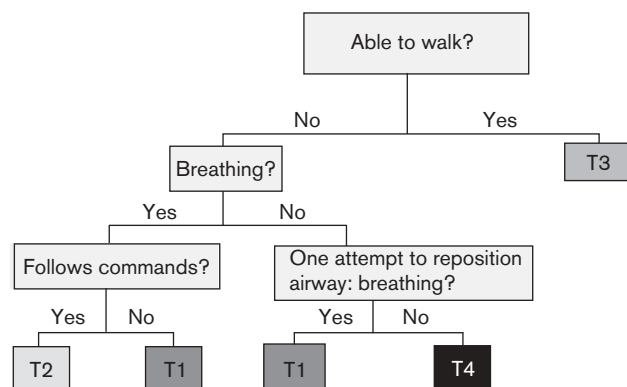 Able to walk?
No Yes
Breathing?
T3
Yes No
Follows commands?
One attempt to reposition
airway: breathing?
Yes No
Yes No
T2
T1
T1
T4